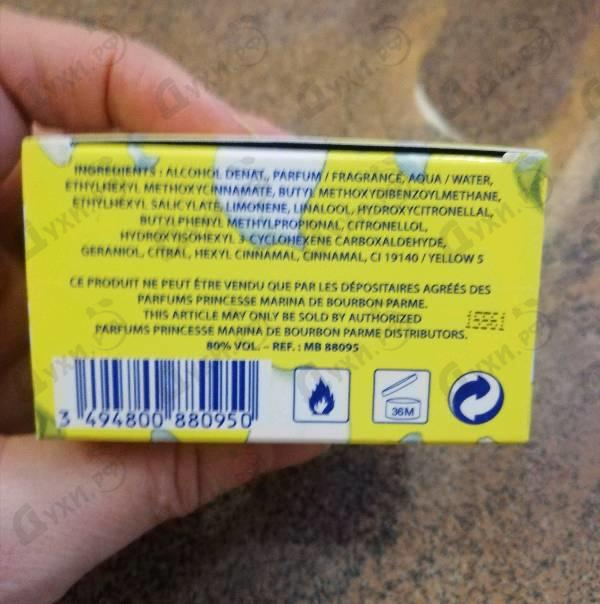 INGREDIENTS : ALCOHOL DENAT., PARFUM / FRAGRANCE, AQUA / WATER,
ETHYLHEXYL METHOXYCINNAMATE, BUTYL METHOXYDIBENZOYLMETHANE,
ETHYLHEXYL SALICYLATE, LIMONENE, LINALOOL, HYDROXYCITRONELLAL,
BUTYLPHENYL METHYLPROPIONAL, CITRONELLOL,
HYDROXYISOHEXYL 3-CYCLOHEXENE CARBOXALDEHYDE,
GERANIOL, CITRAL, HEXYL CINNAMAL, CINNAMAL, CI 19140 / YELLOW 5
CE PRODUIT NE PEUT ÊTRE VENDU QUE PAR LES DÉPOSITAIRES AGRÉÉS DES
PARFUMS PRINCESSE MARINA DE BOURBON PARME.
THIS ARTICLE MAY ONLY BE SOLD BY AUTHORIZED
PARFUMS PRINCESSE MARINA DE BOURBON PARME DISTRIBUTORS.
80% VOL. – REF. : MB 88095
3 494800 880950
36M
Духи.рф